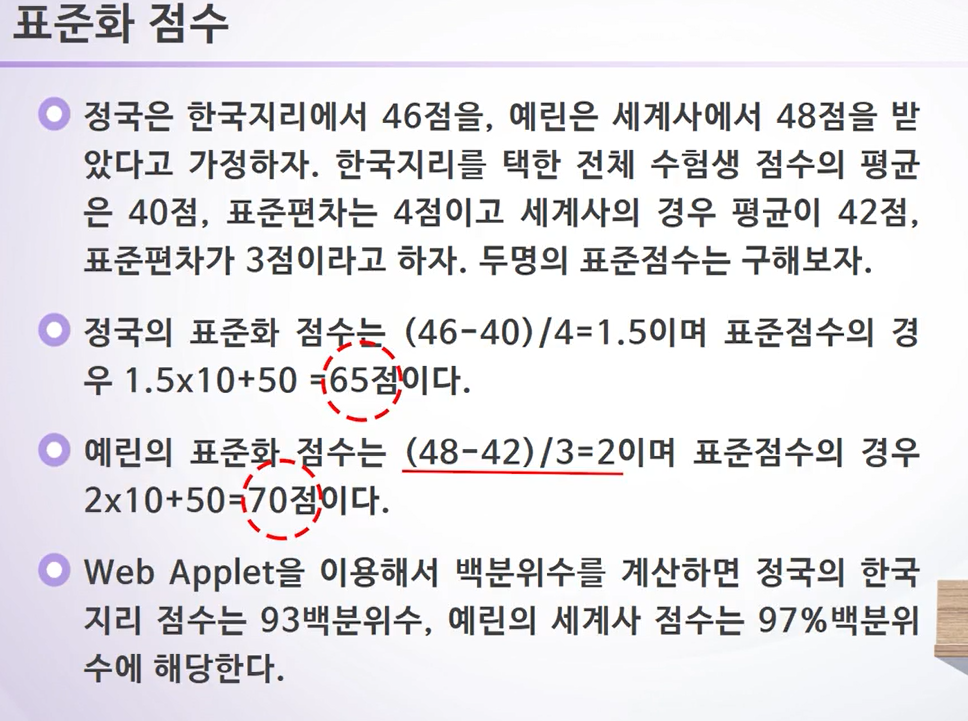 표준화 점수
정국은 한국지리에서 46점을, 예린은 세계사에서 48점을 받
았다고 가정하자. 한국지리를 택한 전체 수험생 점수의 평균
은 40점, 표준편차는 4점이고 세계사의 경우 평균이 42점,
표준편차가 3점이라고 하자. 두명의 표준점수는 구해보자.
정국의 표준화 점수는 (46-40)/4=1.5이며 표준점수의 경
우 1.5x10+50 =65점이다.
예린의 표준화 점수는 (48-42)/3=2이며 표준점수의 경우
2x10+50=70점이다.
Web Applet을 이용해서 백분위수를 계산하면 정국의 한국
지리 점수는 93백분위수, 예린의 세계사 점수는 97%백분위
수에 해당한다.